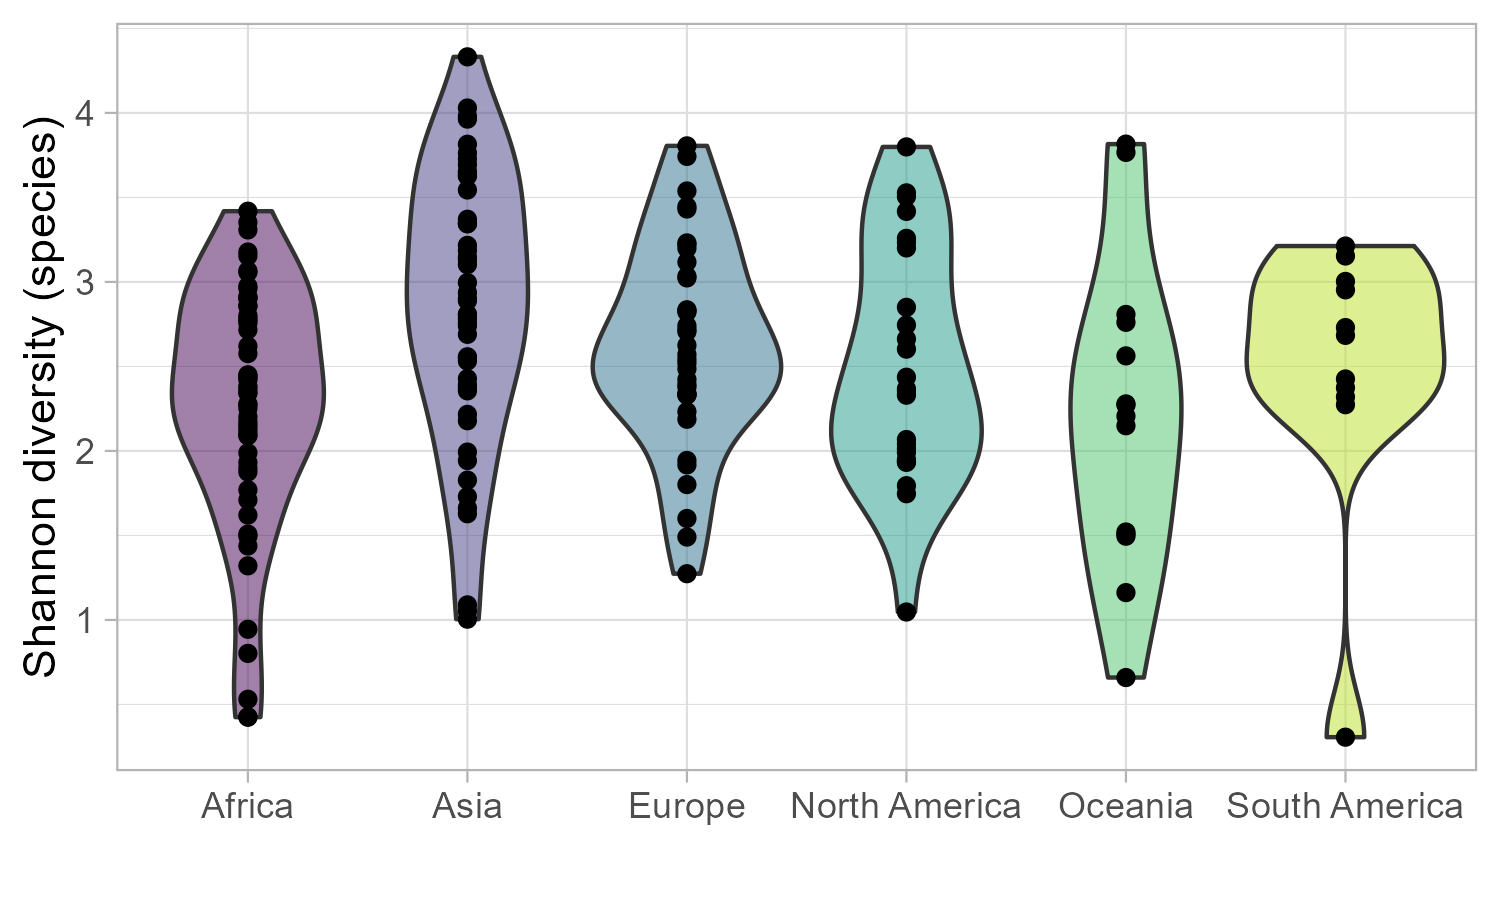 Shannon diversity (species)
4
3
2
1
Africa
Asia
Europe
North America
Oceania
South America